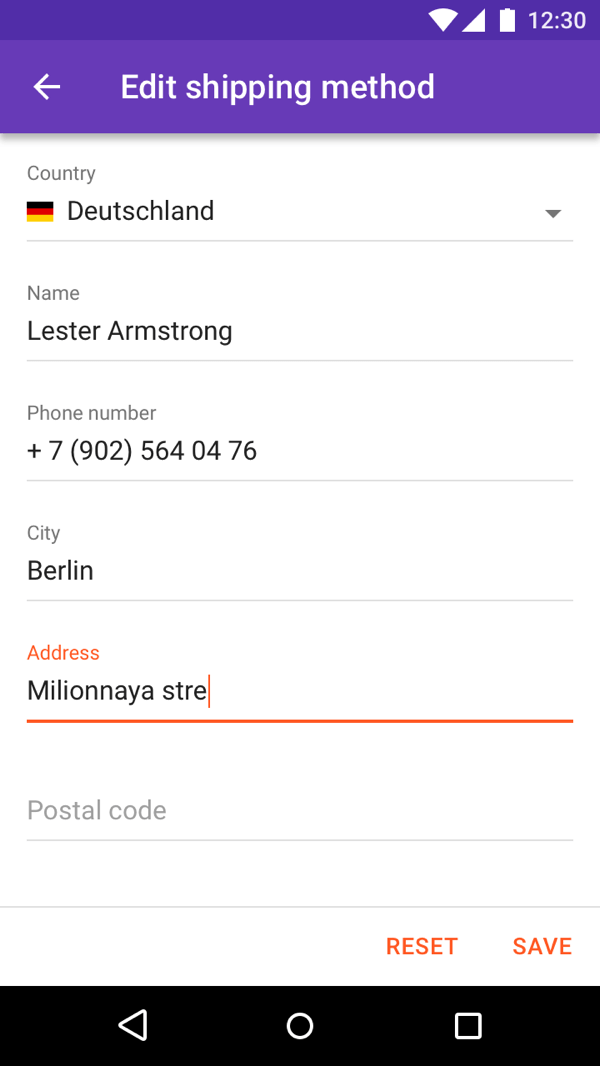 12:30
Edit shipping method
Country
Deutschland
Name
Lester Armstrong
Phone number
+ 7 (902) 564 04 76
City
Berlin
Address
Milionnaya stre
Postal code
RESET SAVE